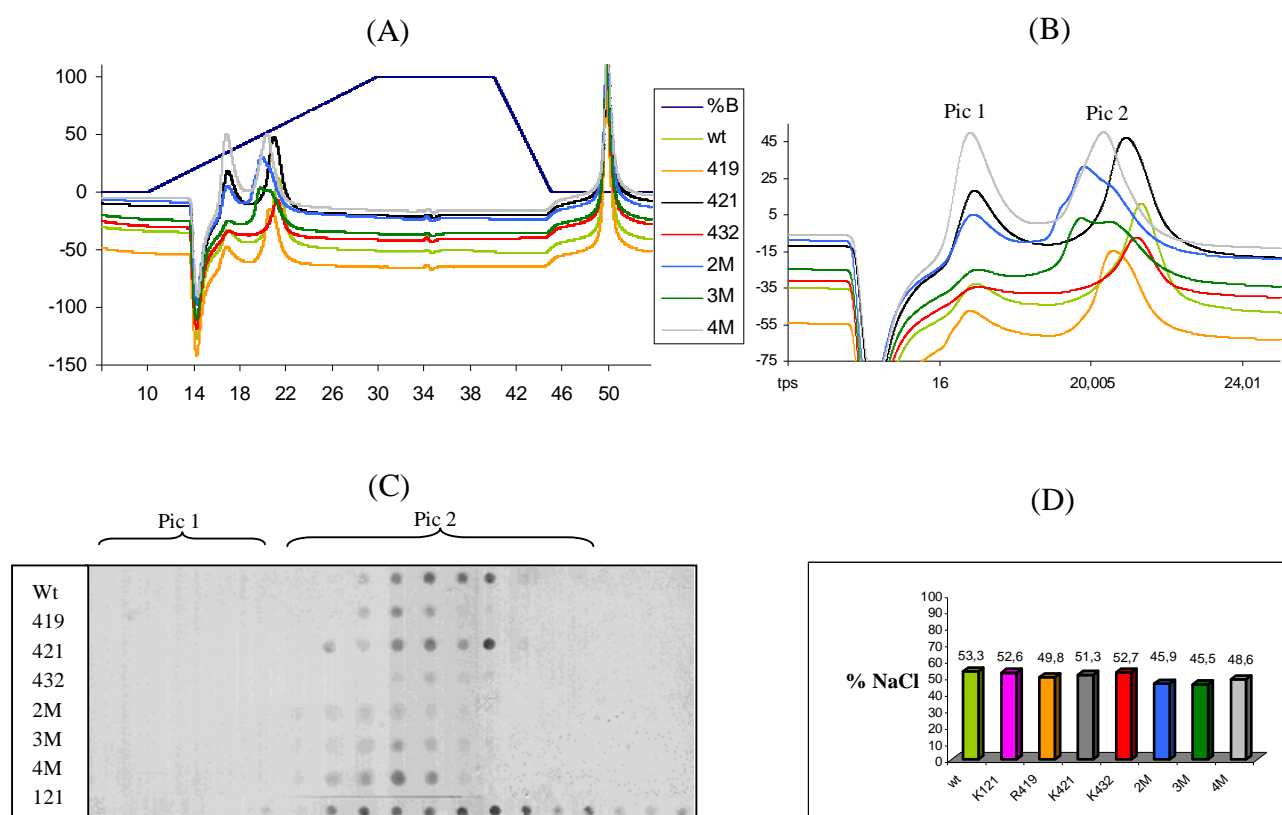 (A)
100
50
0
-50
-100
-150
10 14 18 22 26 30 34 38 42 46 50
%B
wt
419
421
432
2M
3M
4M
(B)
Pic 1 Pic 2
45
25
5
-15
-35
-55
-75
tps 16 20,005 24,01
(C)
Pic 1 Pic 2
Wt
419
421
432
2M
3M
4M
121
(D)
% NaCl
100
90
80
70
60
50
40
30
20
10
0
53,3 52,6 49,8 51,3 52,7 45,9 45,5 48,6
wt K121 R419 K421 K432 2M 3M 4M